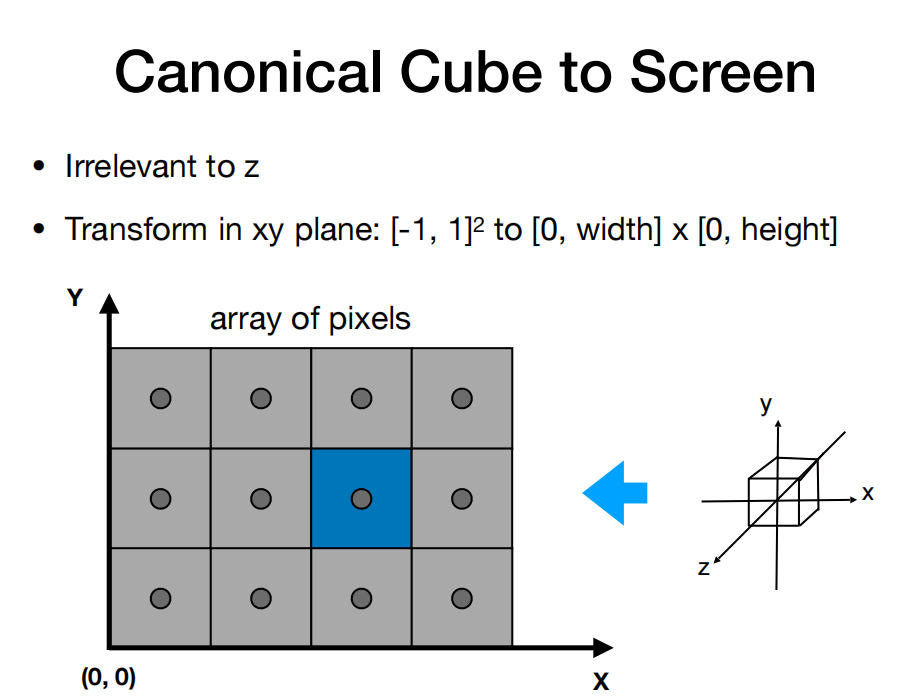 Canonical Cube to Screen
• Irrelevant to z
• Transform in xy plane: [-1, 1]² to [0, width] x [0, height]
Y
array of pixels
y
x
z
(0, 0)
X